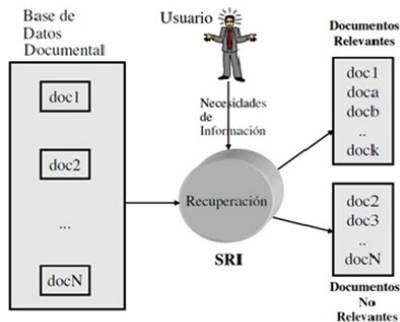 Base de
Datos
Documental
doc1
doc2
...
docN
Usuario
Necesidades
de
Información
Recuperación
SRI
Documentos
Relevantes
doc1
doca
docb
..
dock
doc2
doc3
..
docN
Documentos
No
Relevantes